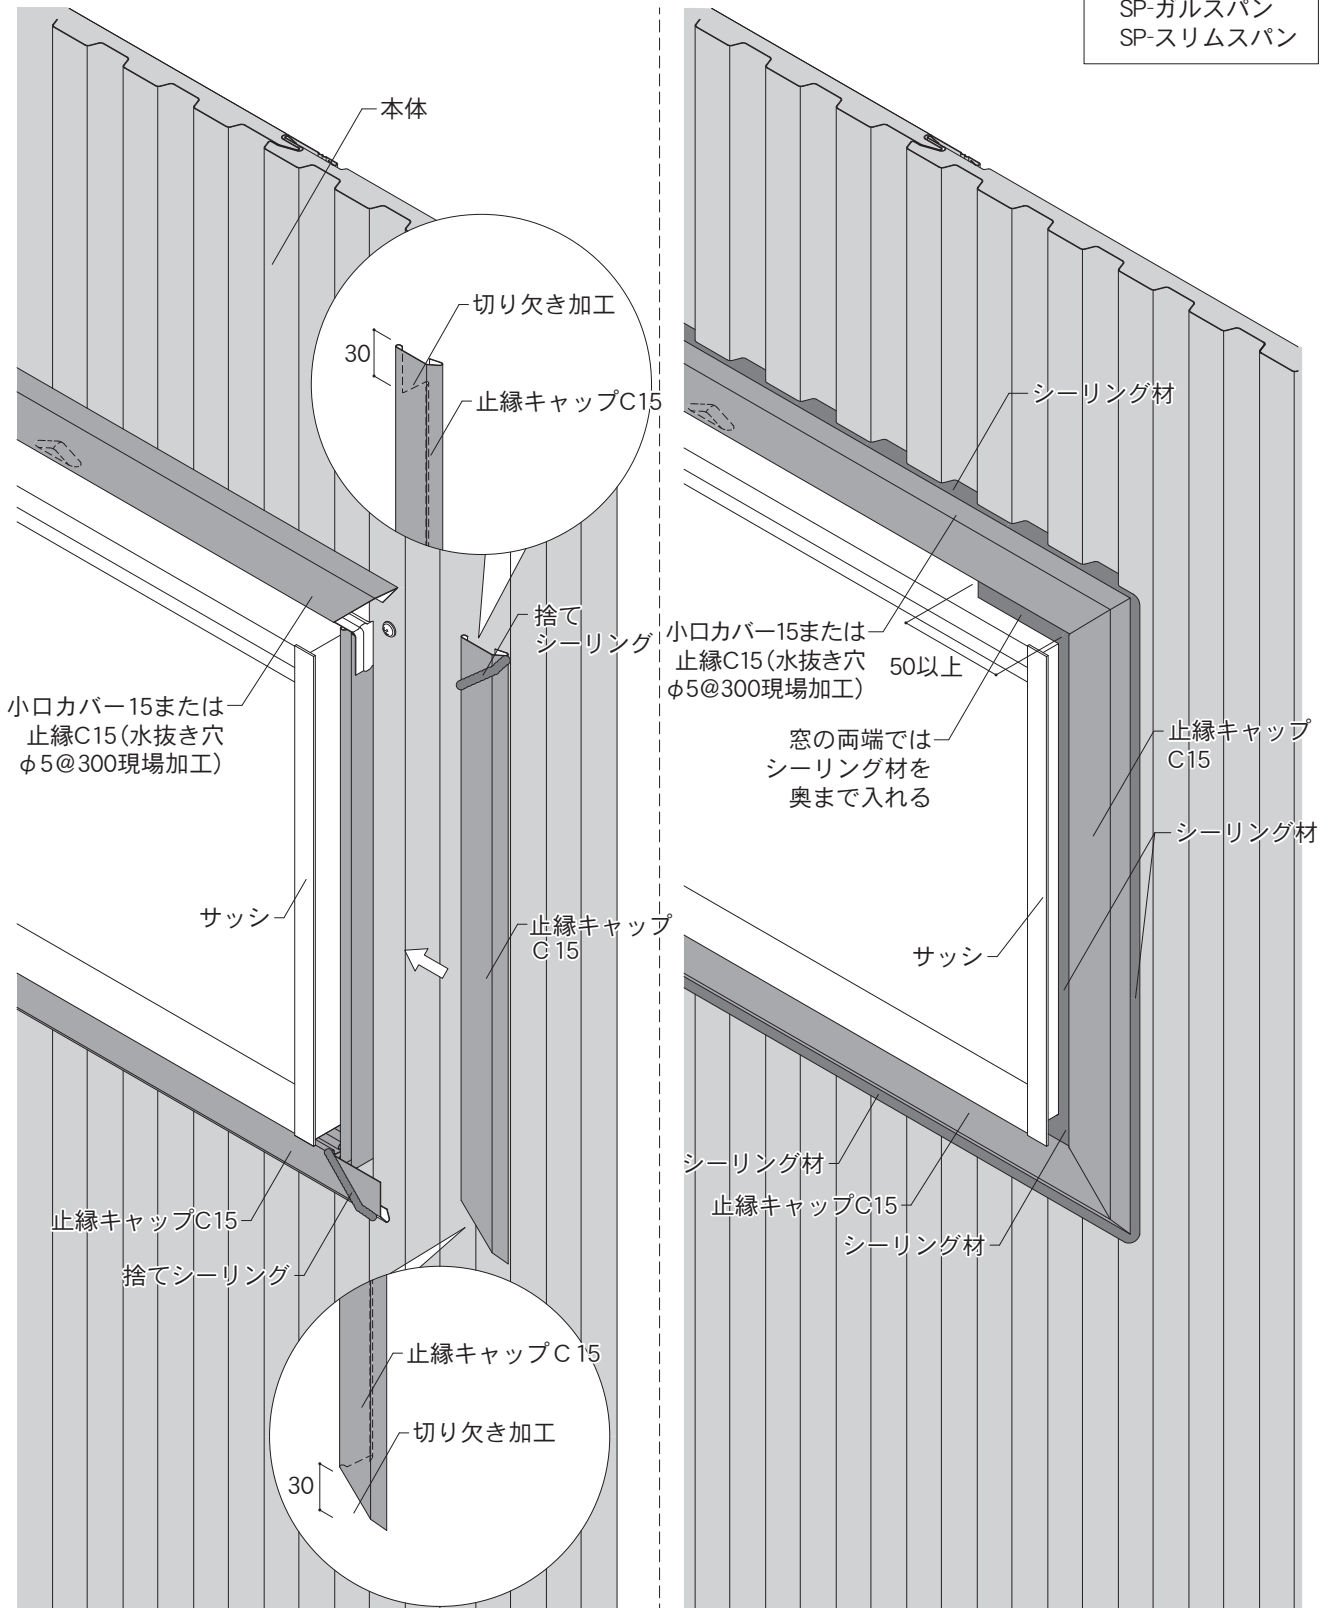 SP-ガルスパン
SP-スリムスパン
本体
切り欠き加工
30
止縁キャップC15
捨て
シーリング
小口カバー15または
止縁C15(水抜き穴
φ5@300現場加工)
サッシ
止縁キャップ
C 15
止縁キャップC15
捨てシーリング
止縁キャップ C 15
切り欠き加工
30
シーリング材
小口カバー15または
止縁C15(水抜き穴
φ5@300現場加工)
50以上
窓の両端では
シーリング材を
奥まで入れる
止縁キャップ
C15
シーリング材
サッシ
シーリング材
止縁キャップC15
シーリング材